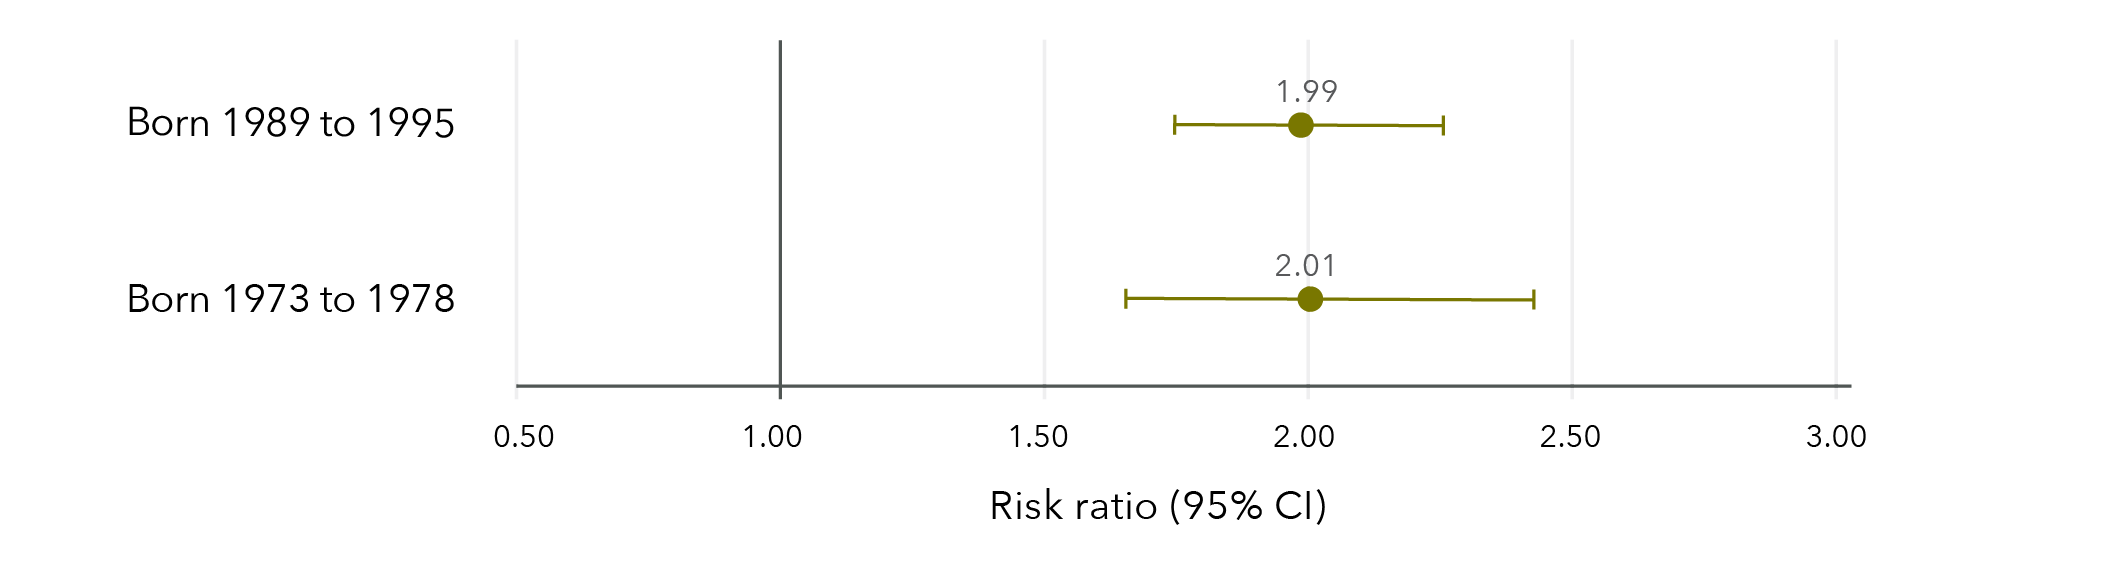 1.99
Born 1989 to 1995
2.01
Born 1973 to 1978
0.50 1.00 1.50 2.00 2.50 3.00
Risk ratio (95% CI)